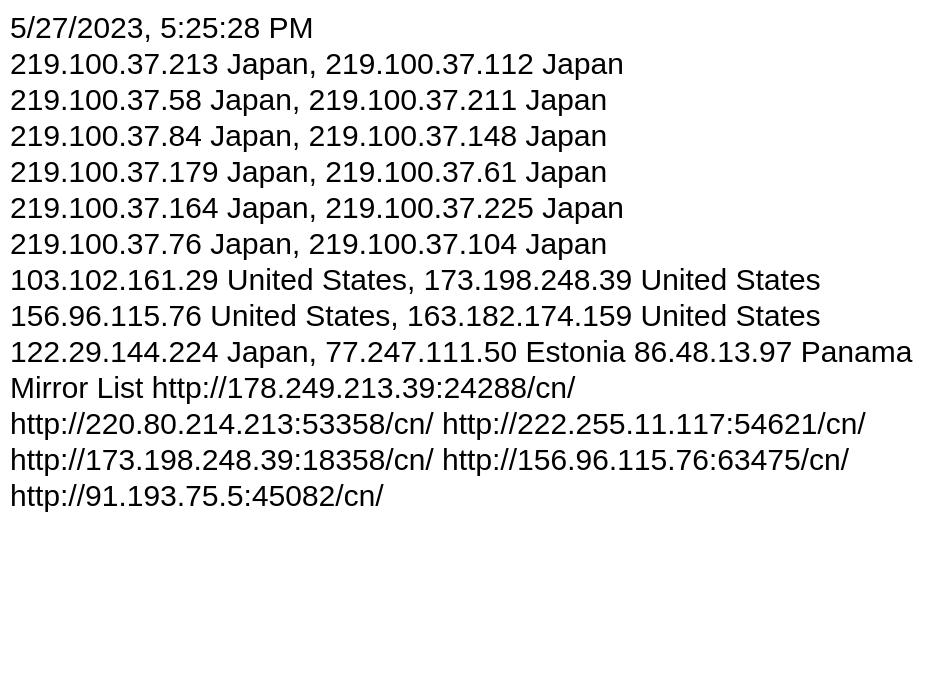 5/27/2023, 5:25:28 PM
219.100.37.213 Japan, 219.100.37.112 Japan
219.100.37.58 Japan, 219.100.37.211 Japan
219.100.37.84 Japan, 219.100.37.148 Japan
219.100.37.179 Japan, 219.100.37.61 Japan
219.100.37.164 Japan, 219.100.37.225 Japan
219.100.37.76 Japan, 219.100.37.104 Japan
103.102.161.29 United States, 173.198.248.39 United States
156.96.115.76 United States, 163.182.174.159 United States
122.29.144.224 Japan, 77.247.111.50 Estonia 86.48.13.97 Panama
Mirror List http://178.249.213.39:24288/cn/
http://220.80.214.213:53358/cn/ http://222.255.11.117:54621/cn/
http://173.198.248.39:18358/cn/ http://156.96.115.76:63475/cn/
http://91.193.75.5:45082/cn/